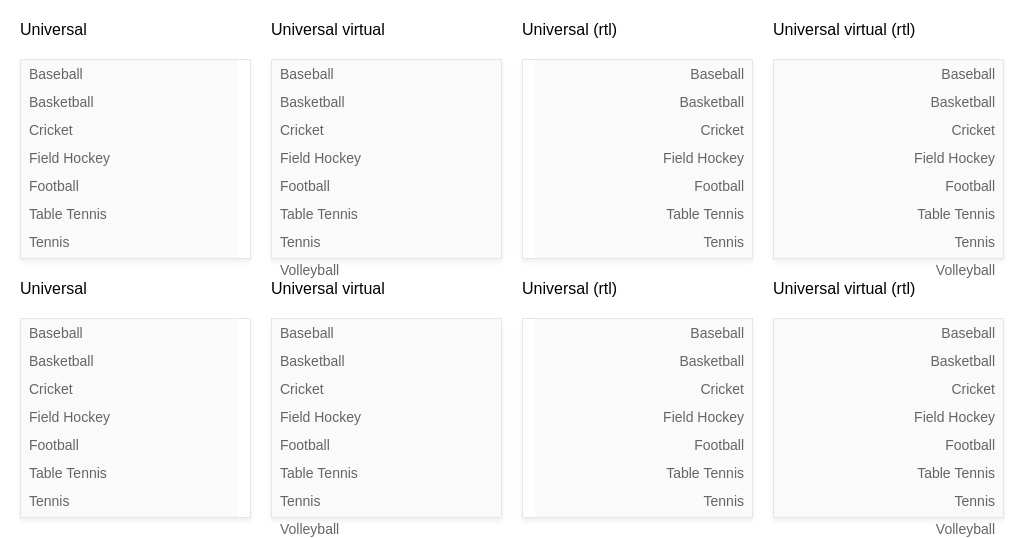 Universal
Baseball
Basketball
Cricket
Field Hockey
Football
Table Tennis
Tennis
Universal virtual
Baseball
Basketball
Cricket
Field Hockey
Football
Table Tennis
Tennis
Volleyball
Universal (rtl)
Baseball
Basketball
Cricket
Field Hockey
Football
Table Tennis
Tennis
Universal virtual (rtl)
Baseball
Basketball
Cricket
Field Hockey
Football
Table Tennis
Tennis
Volleyball
Universal
Baseball
Basketball
Cricket
Field Hockey
Football
Table Tennis
Tennis
Universal virtual
Baseball
Basketball
Cricket
Field Hockey
Football
Table Tennis
Tennis
Volleyball
Universal (rtl)
Baseball
Basketball
Cricket
Field Hockey
Football
Table Tennis
Tennis
Universal virtual (rtl)
Baseball
Basketball
Cricket
Field Hockey
Football
Table Tennis
Tennis
Volleyball